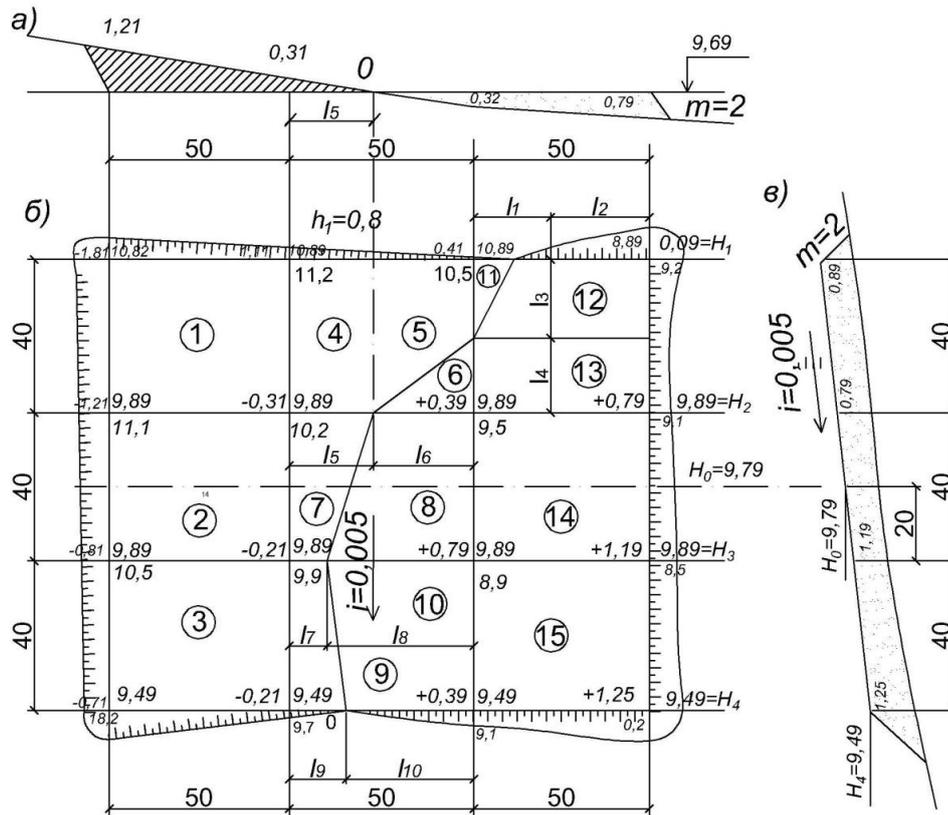 а)
1,21
0,31
0
9,69
0,32
0,79
m=2
l5
50 50 50
б)
h1=0,8
l1 l2
в)
-1,81 10,82 1,11 10,89 0,41 10,89 8,89 0,09=H1
11,2 10,5 11 9,2
m=2
0,89
12
l3
40 1 4 5 40
i=0,005
6 l4 13
-1,21 9,89 -0,31 9,89 +0,39 9,89 +0,79 9,89=H2
0,79
11,1 10,2 9,5 9,1
l5 l6
H0=9,79
14
40 2 7 8 14 40
20
H0=9,79
1,19
-0,81 9,89 -0,21 9,89 +0,79 9,89 +1,19 9,89=H3
10,5 9,9 8,9 8,5
i=0,005
10
40 3 15 40
l7 l8
9
-0,71 9,49 -0,21 9,49 +0,39 9,49 +1,25 9,49=H4
1,25
18,2 9,7 0 9,1 0,2
H4=9,49
l9 l10
50 50 50